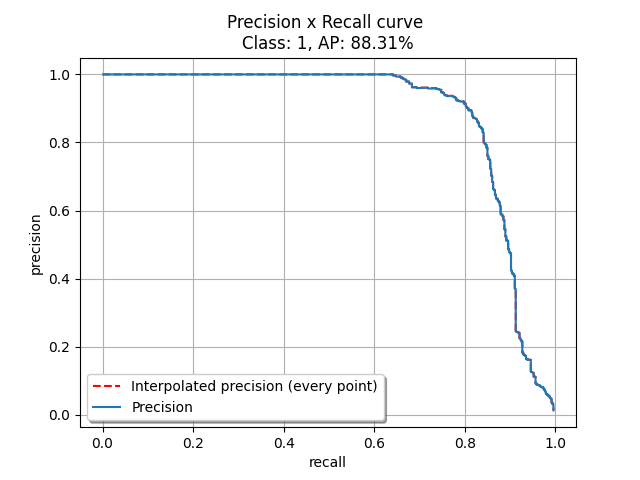 Precision x Recall curve
Class: 1, AP: 88.31%
1.0
0.8
0.6
0.4
0.2
0.0
precision
Interpolated precision (every point)
Precision
0.0 0.2 0.4 0.6 0.8 1.0
recall